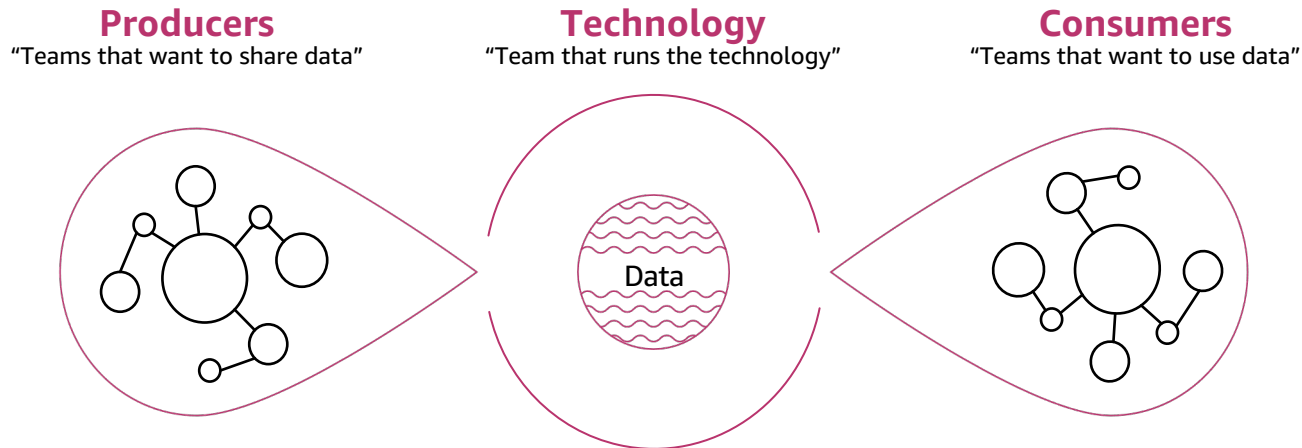 Producers
“Teams that want to share data”
Technology
“Team that runs the technology”
Consumers
“Teams that want to use data”
Data